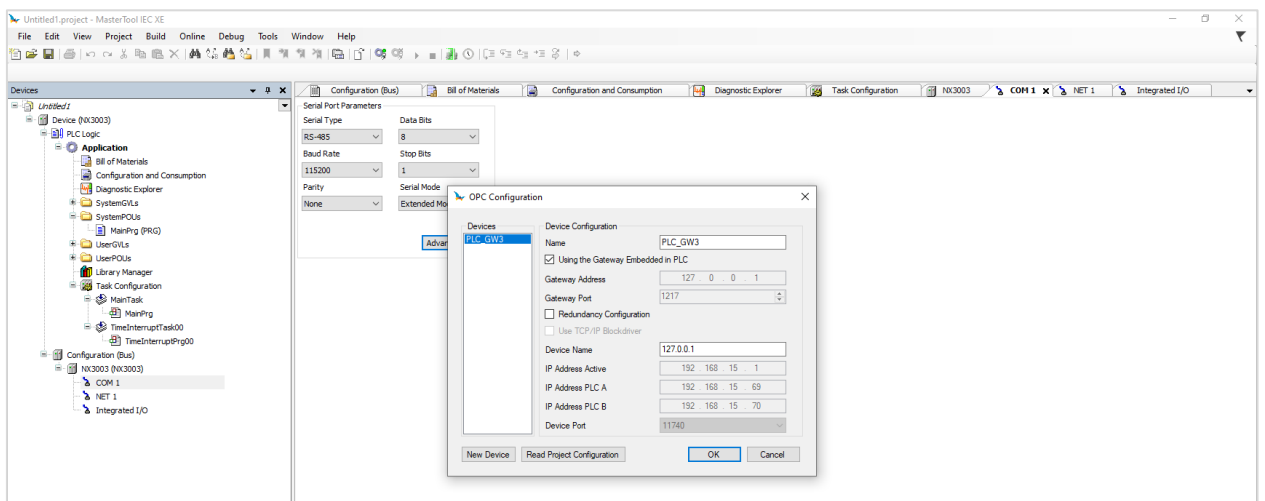 Untitled1.project - MasterTool IEC XE
File Edit View Project Build Online Debug Tools Window Help
Devices
Untitled1
Device (NX3003)
PLC Logic
Application
Bill of Materials
Configuration and Consumption
Diagnostic Explorer
SystemGVLs
SystemPOUs
MainPrg (PRG)
UserGVLs
UserPOUs
Library Manager
Task Configuration
MainTask
MainPrg
TimeInterruptTask00
TimeInterruptPrg00
Configuration (Bus)
NX3003 (NX3003)
COM 1
NET 1
Integrated I/O
Configuration (Bus) Bill of Materials Configuration and Consumption Diagnostic Explorer Task Configuration NX3003 COM 1 NET 1 Integrated I/O
Serial Port Parameters
Serial Type Data Bits
RS-485 8
Baud Rate Stop Bits
115200 1
Parity Serial Mode
None Extended Mo
Advar
OPC Configuration
Devices
PLC_GW3
Device Configuration
Name PLC_GW3
Using the Gateway Embedded in PLC
Gateway Address 127 . 0 . 0 . 1
Gateway Port 1217
Redundancy Configuration
Use TCP/IP Blockdriver
Device Name 127.0.0.1
IP Address Active 192 . 168 . 15 . 1
IP Address PLC A 192 . 168 . 15 . 69
IP Address PLC B 192 . 168 . 15 . 70
Device Port 11740
New Device Read Project Configuration OK Cancel